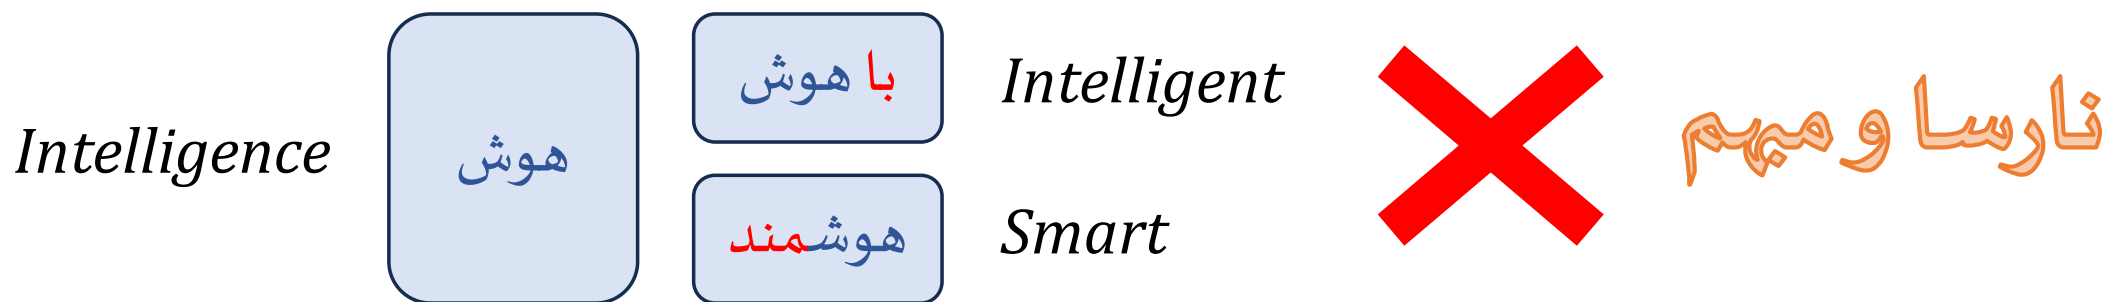 Intelligence
هوش
با هوش
Intelligent
هوشمند
Smart
نارسا و مبهم